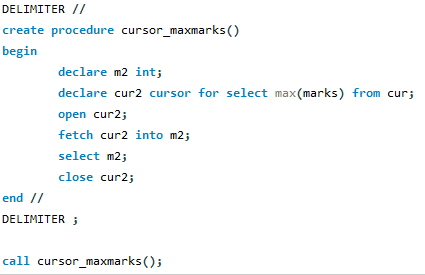 DELIMITER //
create procedure cursor_maxmarks()
begin
declare m2 int;
declare cur2 cursor for select max(marks) from cur;
open cur2;
fetch cur2 into m2;
select m2;
close cur2;
end //
DELIMITER ;
call cursor_maxmarks();